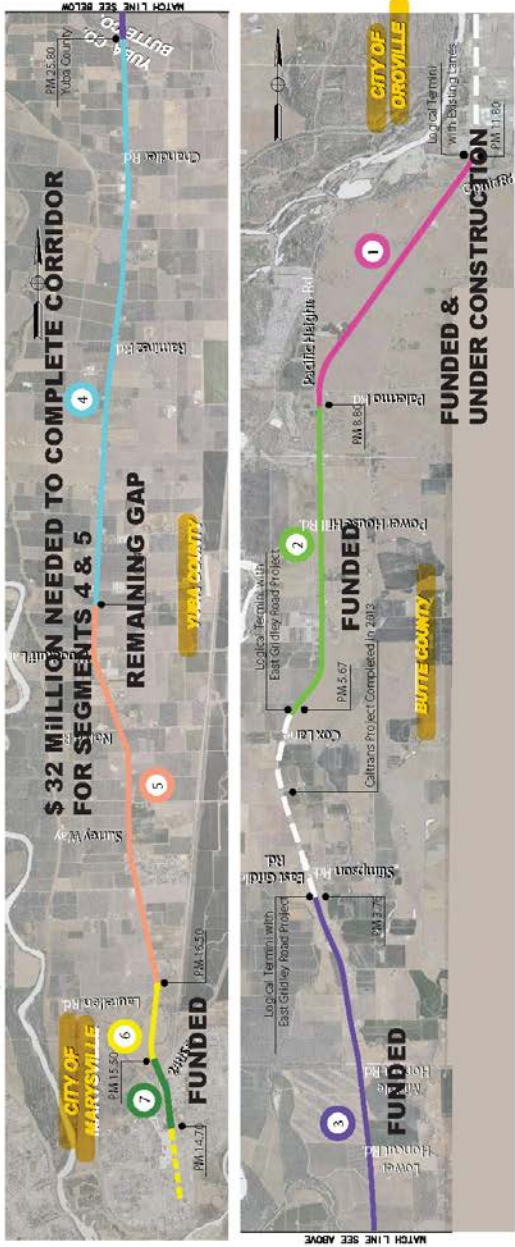 MATCH LINE SEE BELOW
YUBA CO.
BUTTE CO.
PM 25.80
Yuba County
Chandler Rd.
Ramirez Rd.
4
$ 32 MILLION NEEDED TO COMPLETE CORRIDOR
FOR SEGMENTS 4 & 5
REMAINING GAP
YUBA COUNTY
5
PM 16.50
Laurellen Rd.
6
PM 15.50
7
PM 14.70
FUNDED
CITY OF
MARYSVILLE
CITY OF
OROVILLE
Logical Termini
with Existing Lanes
PM 11.80
1
FUNDED &
UNDER CONSTRUCTION
Pacific Heights Rd.
Palermo Rd
PM 8.80
2
Power House Hill Rd.
FUNDED
Logical Termini with
East Gridley Road Project
PM 5.67
Cox Lane
Caltrans Project Completed in 2013
BUTTE COUNTY
Rd.
Stimpson Rd.
Logical Termini with
East Gridley Road Project
PM 3.75
3
FUNDED
Middle
Honcut Rd.
Lower
Honcut Rd.
MATCH LINE SEE ABOVE